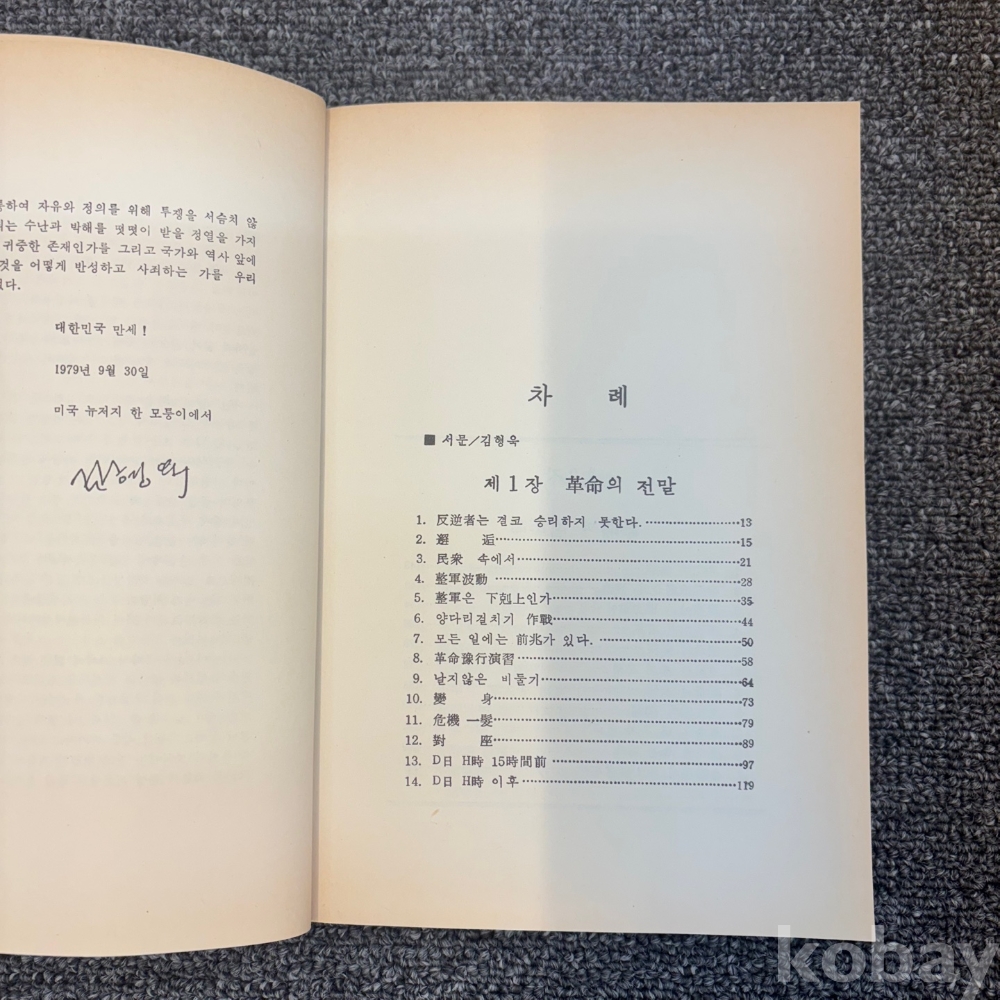 하여 자유와 정의를 위해 투쟁을 서슴치 않
는 수난과 박해를 떳떳이 받을 정열을 가지
귀중한 존재인가를 그리고 국가와 역사 앞에
것을 어떻게 반성하고 사죄하는 가를 우리
다.
대한민국 만세!
1979년 9월 30일
미국 뉴저지 한 모퉁이에서
차 례
■ 서문/김형욱
제1장 革命의 전말
1. 反逆者는 결코 승리하지 못한다. ……13
2. 邂 逅……15
3. 民衆 속에서……21
4. 整軍波動……28
5. 整軍은 下剋上인가……35
6. 양다리걸치기 作戰……44
7. 모든 일에는 前兆가 있다. ……50
8. 革命豫行演習……58
9. 날지않은 비둘기……64
10. 變 身……73
11. 危機 一髮……79
12. 對 座……89
13. D日 H時 15時間前……97
14. D日 H時 이후……119
kobay